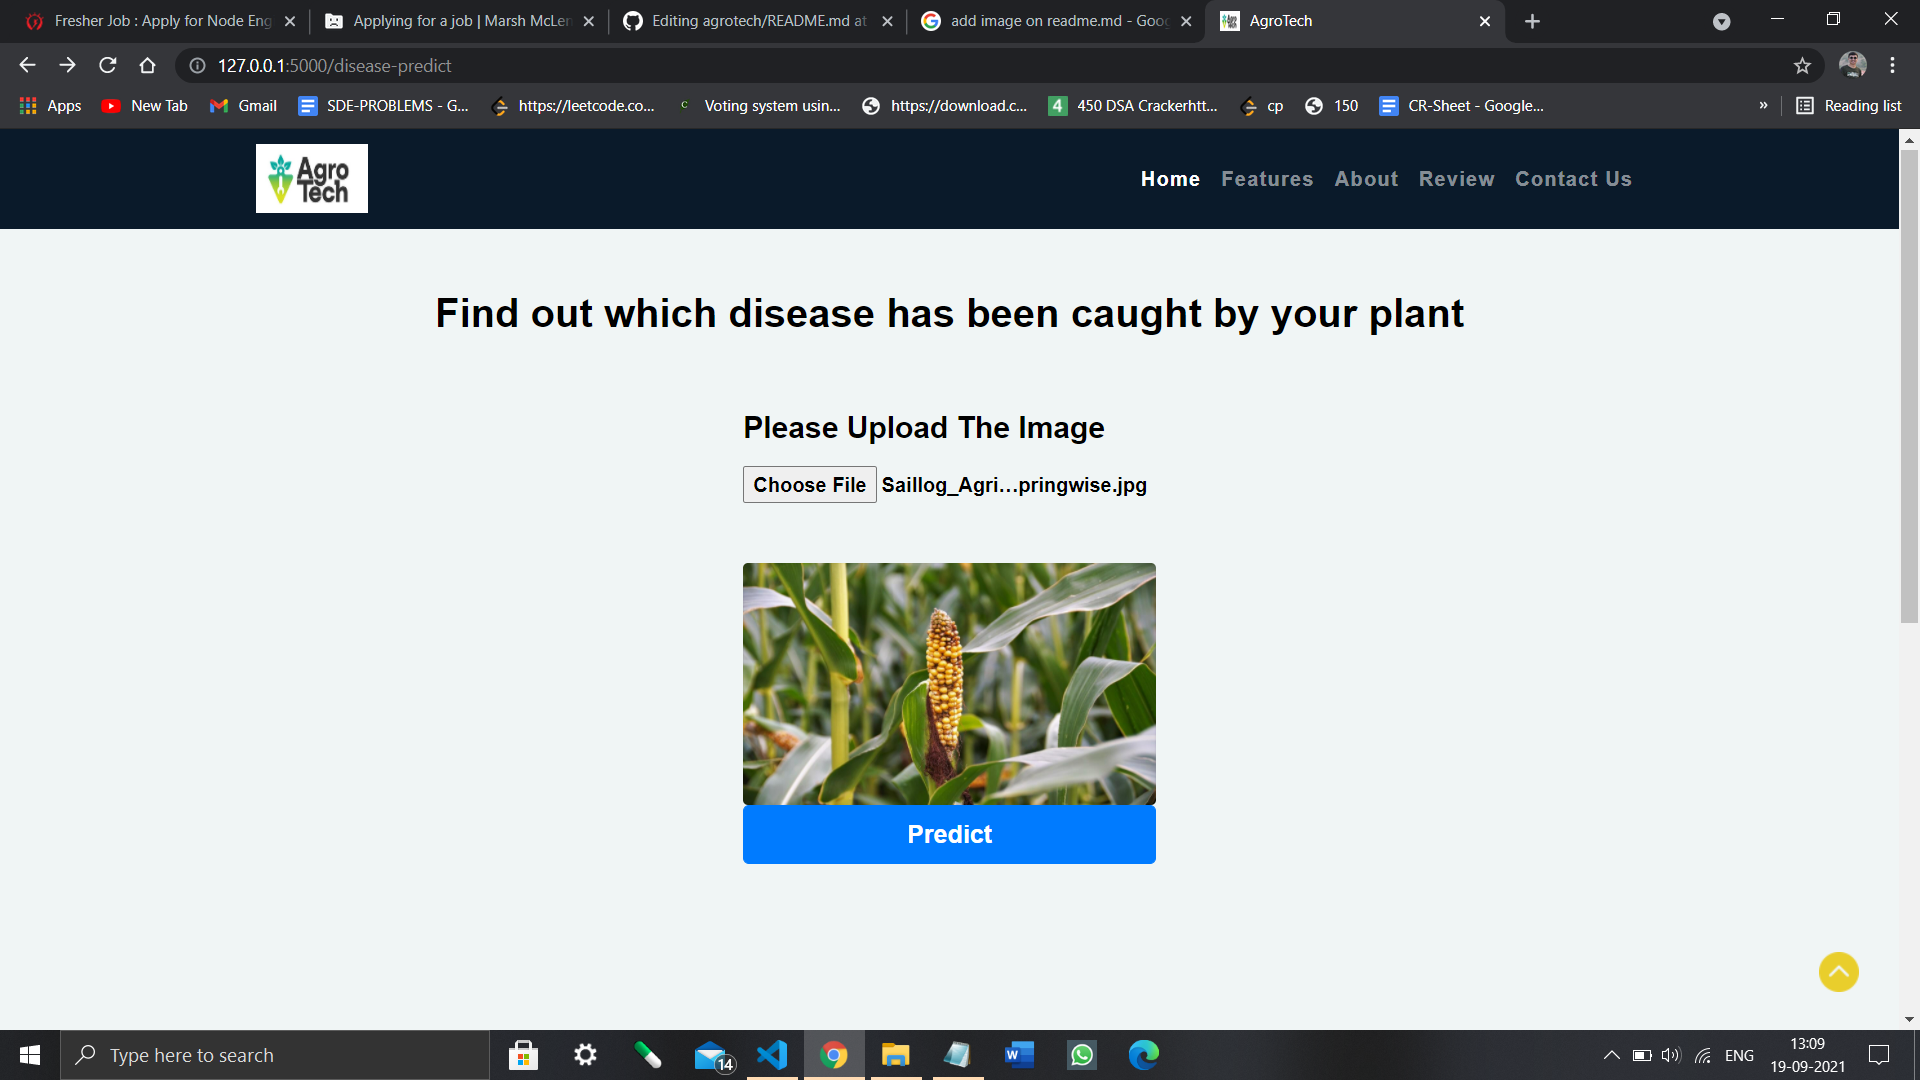 Fresher Job : Apply for Node Eng
Applying for a job | Marsh McLen
Editing agrotech/README.md at
add image on readme.md - Goog
AgroTech
127.0.0.1:5000/disease-predict
Apps
New Tab
Gmail
SDE-PROBLEMS - G...
https://leetcode.co...
C Voting system usin...
https://download.c...
4 450 DSA Crackerhtt...
cp
150
CR-Sheet - Google...
»
Reading list
Agro
Tech
Home Features About Review Contact Us
Find out which disease has been caught by your plant
Please Upload The Image
Choose File Saillog_Agri...pringwise.jpg
Predict
Type here to search
14
W
ENG
13:09
19-09-2021